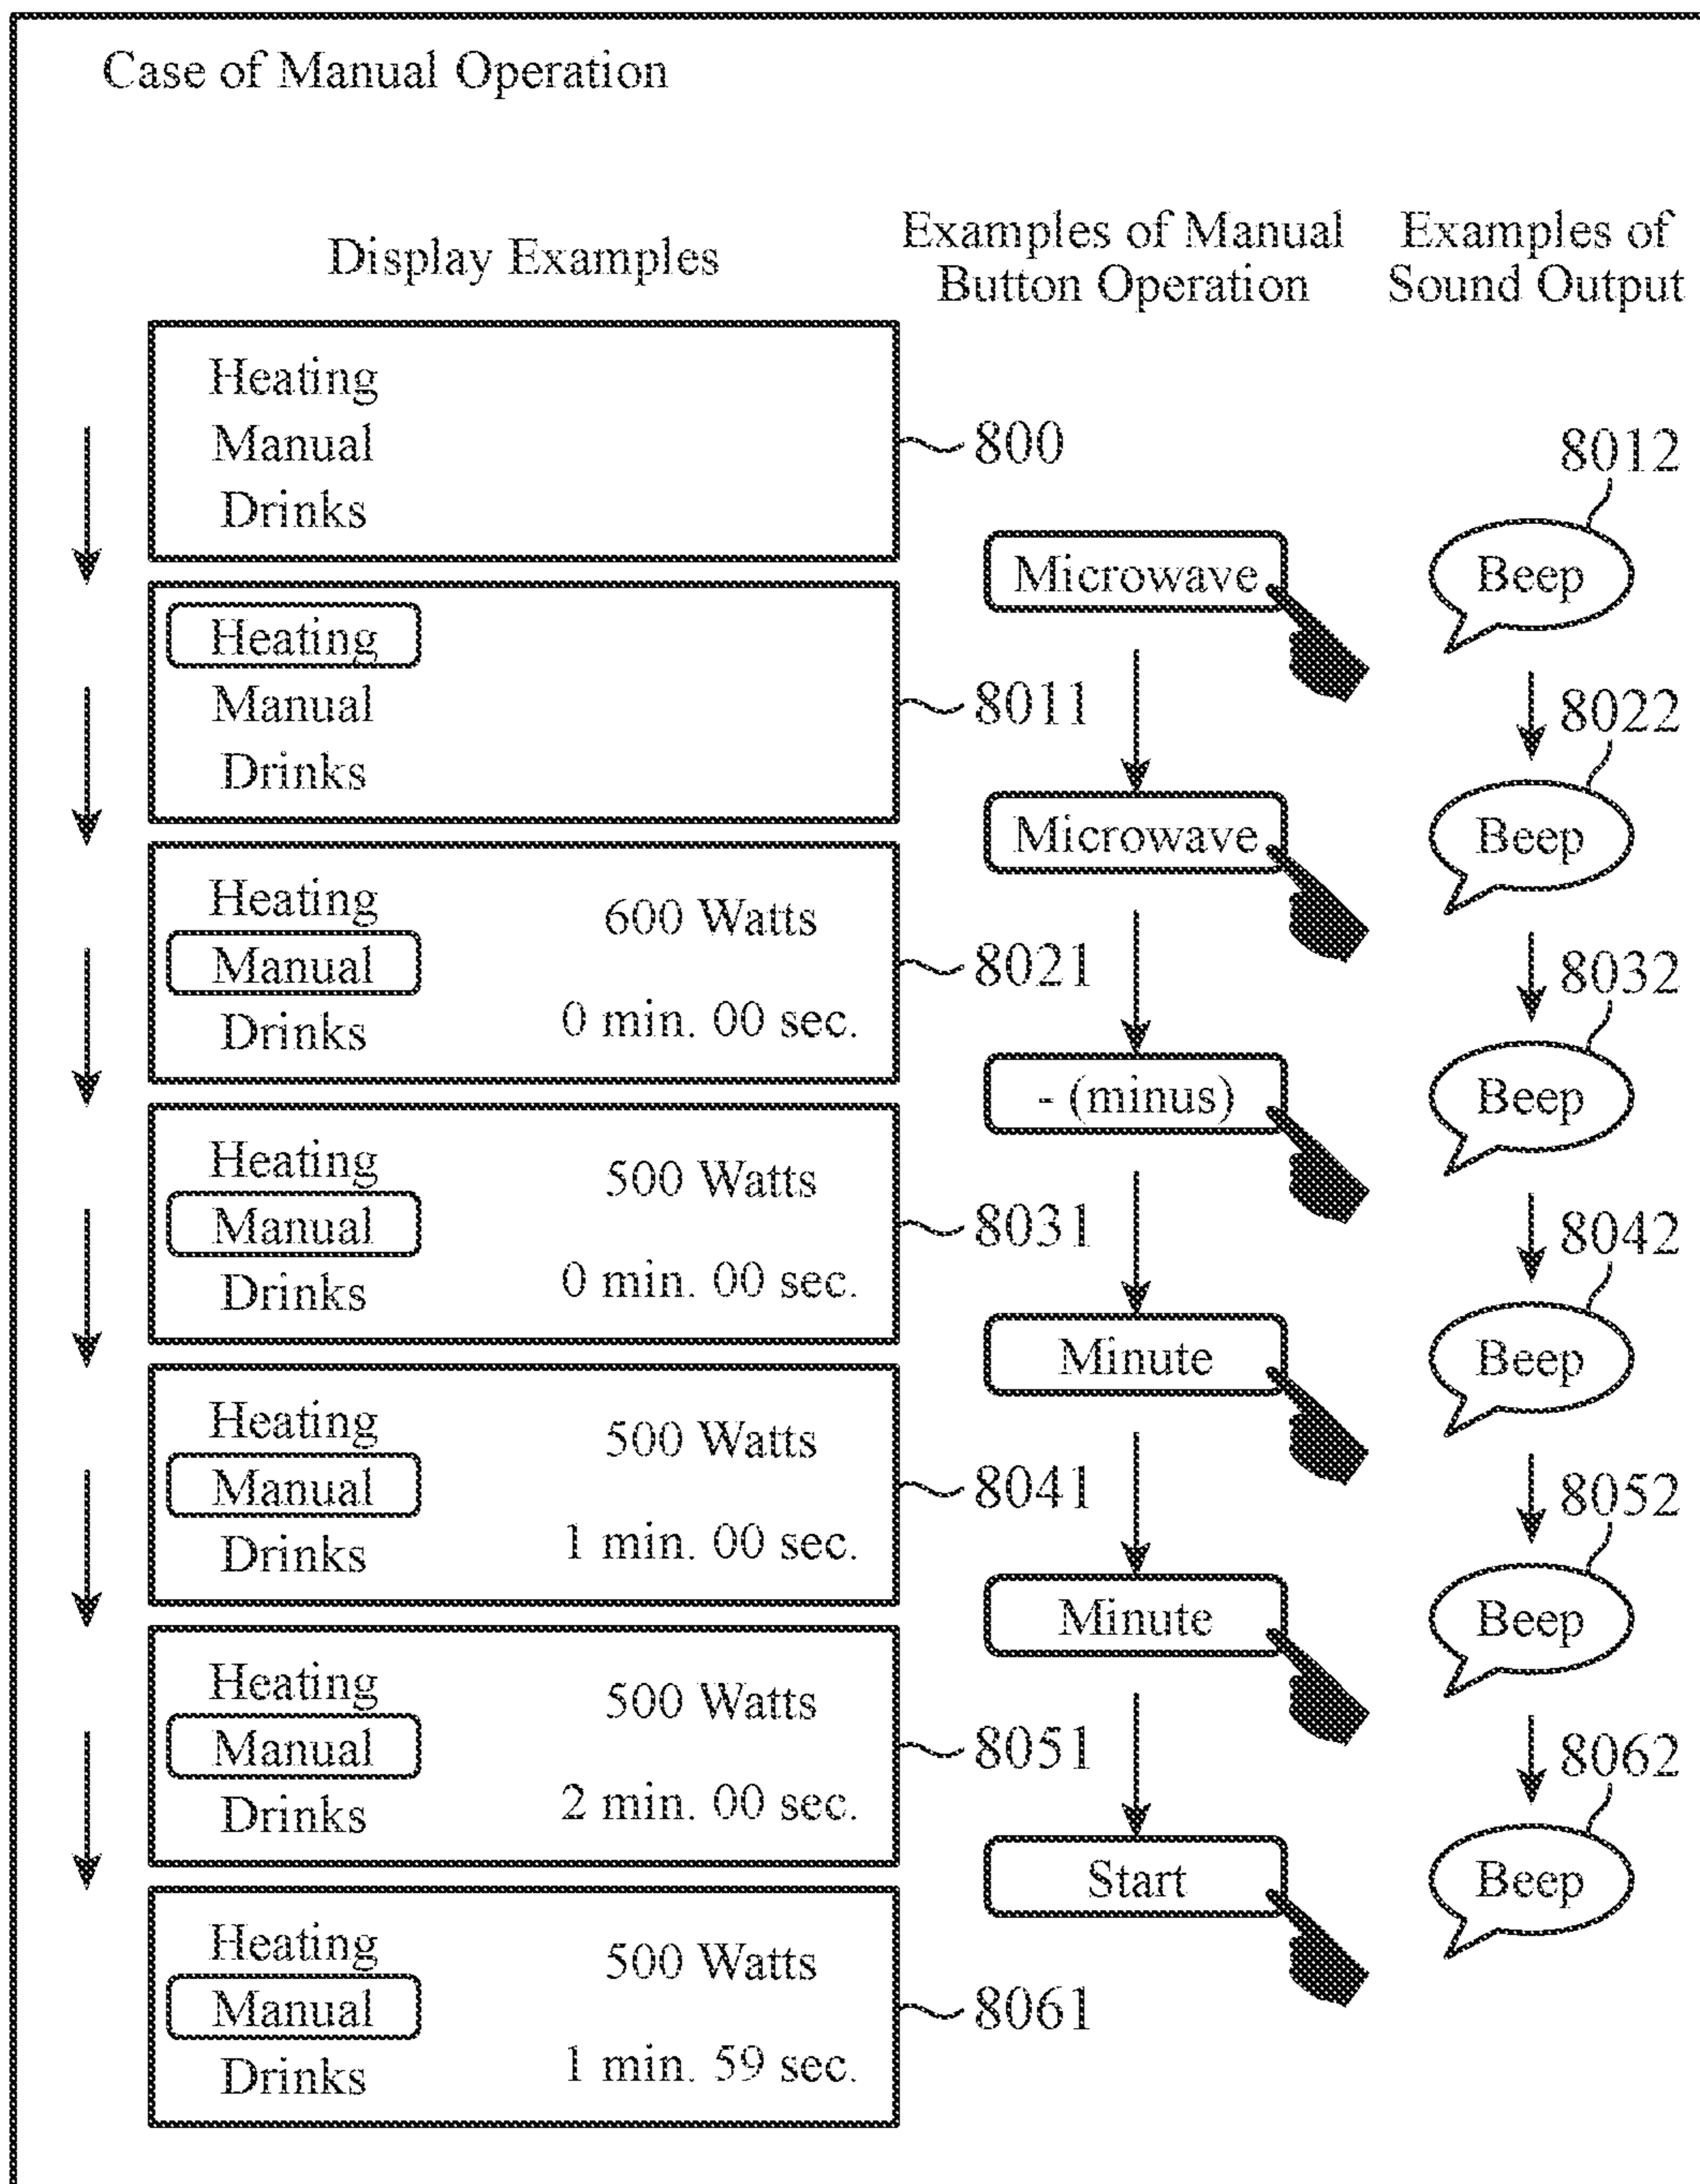 Case of Manual Operation
Display Examples
Examples of Manual
Button Operation
Examples of
Sound Output
Heating
Manual
Drinks
800
Microwave
8012
Beep
Heating
Manual
Drinks
8011
Microwave
8022
Beep
Heating
600 Watts
Manual
0 min. 00 sec.
Drinks
8021
- (minus)
8032
Beep
Heating
500 Watts
Manual
0 min. 00 sec.
Drinks
8031
Minute
8042
Beep
Heating
500 Watts
Manual
1 min. 00 sec.
Drinks
8041
Minute
8052
Beep
Heating
500 Watts
Manual
2 min. 00 sec.
Drinks
8051
Start
8062
Beep
Heating
500 Watts
Manual
1 min. 59 sec.
Drinks
8061